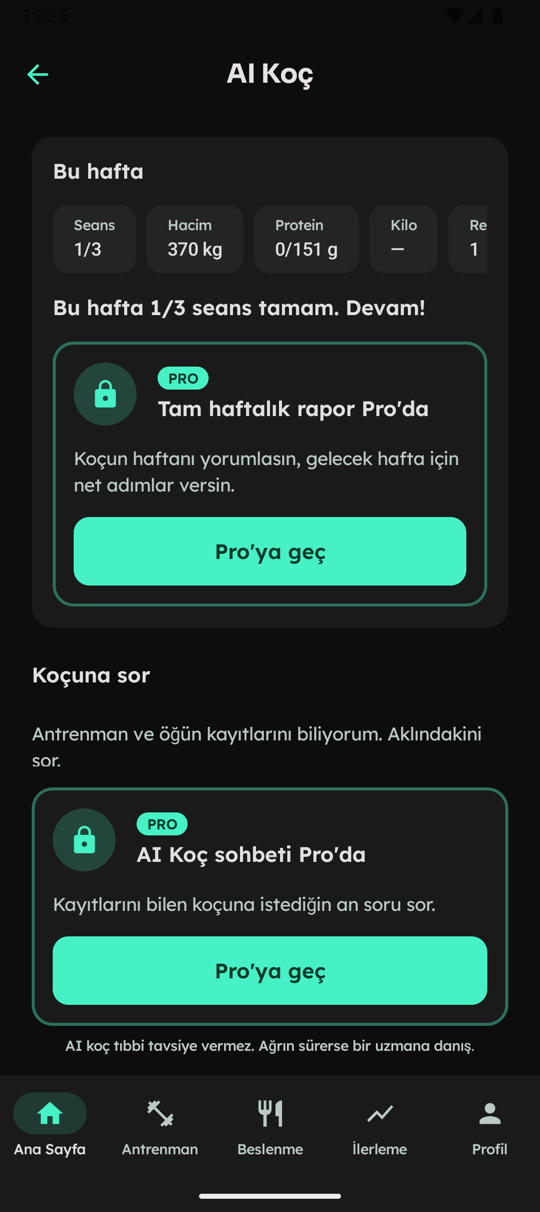 19:25
AI Koç
Bu hafta
Seans
1/3
Hacim
370 kg
Protein
0/151 g
Kilo
—
Re
1
Bu hafta 1/3 seans tamam. Devam!
PRO
Tam haftalık rapor Pro'da
Koçun haftanı yorumlasın, gelecek hafta için
net adımlar versin.
Pro'ya geç
Koçuna sor
Antrenman ve öğün kayıtlarını biliyorum. Aklındakini
sor.
PRO
AI Koç sohbeti Pro'da
Kayıtlarını bilen koçuna istediğin an soru sor.
Pro'ya geç
AI koç tıbbi tavsiye vermez. Ağrın sürerse bir uzmana danış.
Ana Sayfa
Antrenman
Beslenme
İlerleme
Profil